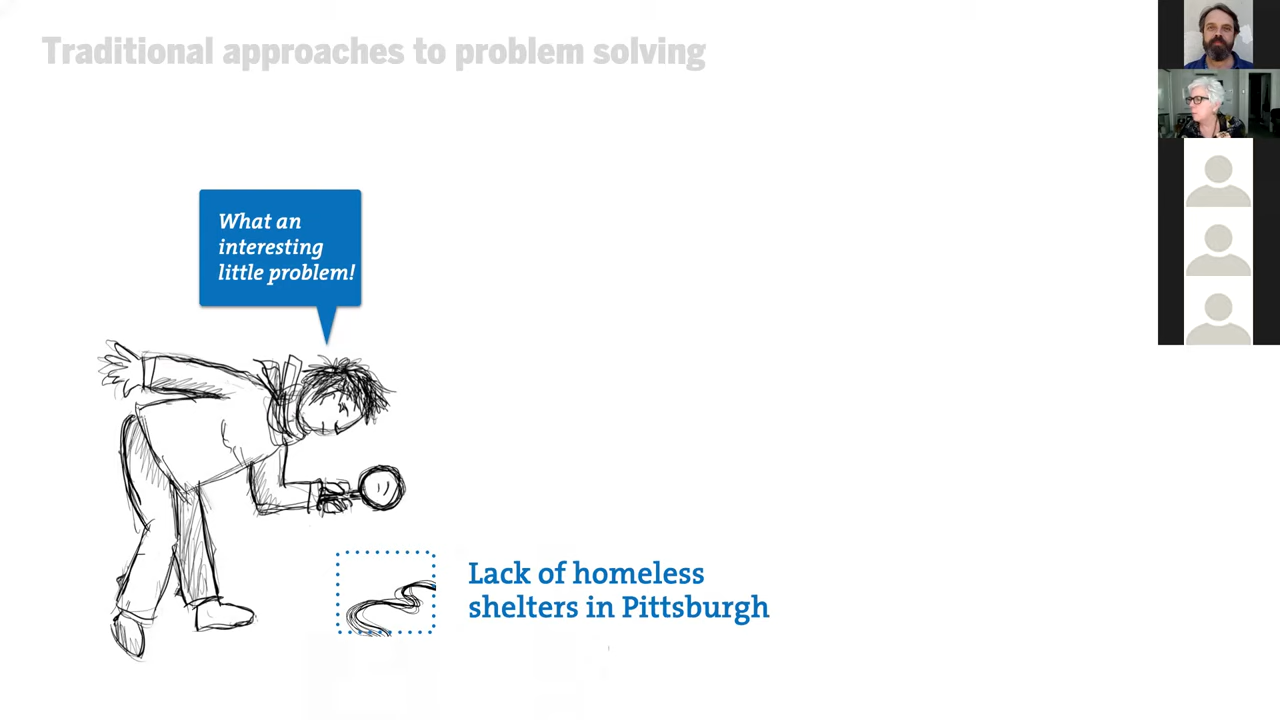 Traditional approaches to problem solving
What an
interesting
little problem!
Lack of homeless
shelters in Pittsburgh